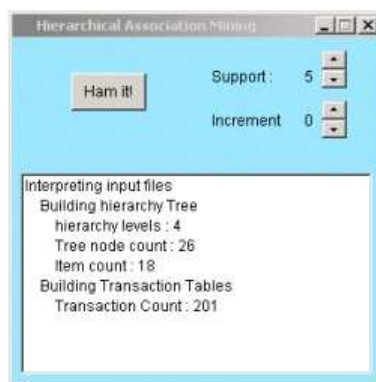 Hierarchical Association Mining
Ham it!
Support : 5
Increment 0
Interpreting input files
Building hierarchy Tree
hierarchy levels : 4
Tree node count : 26
Item count : 18
Building Transaction Tables
Transaction Count : 201